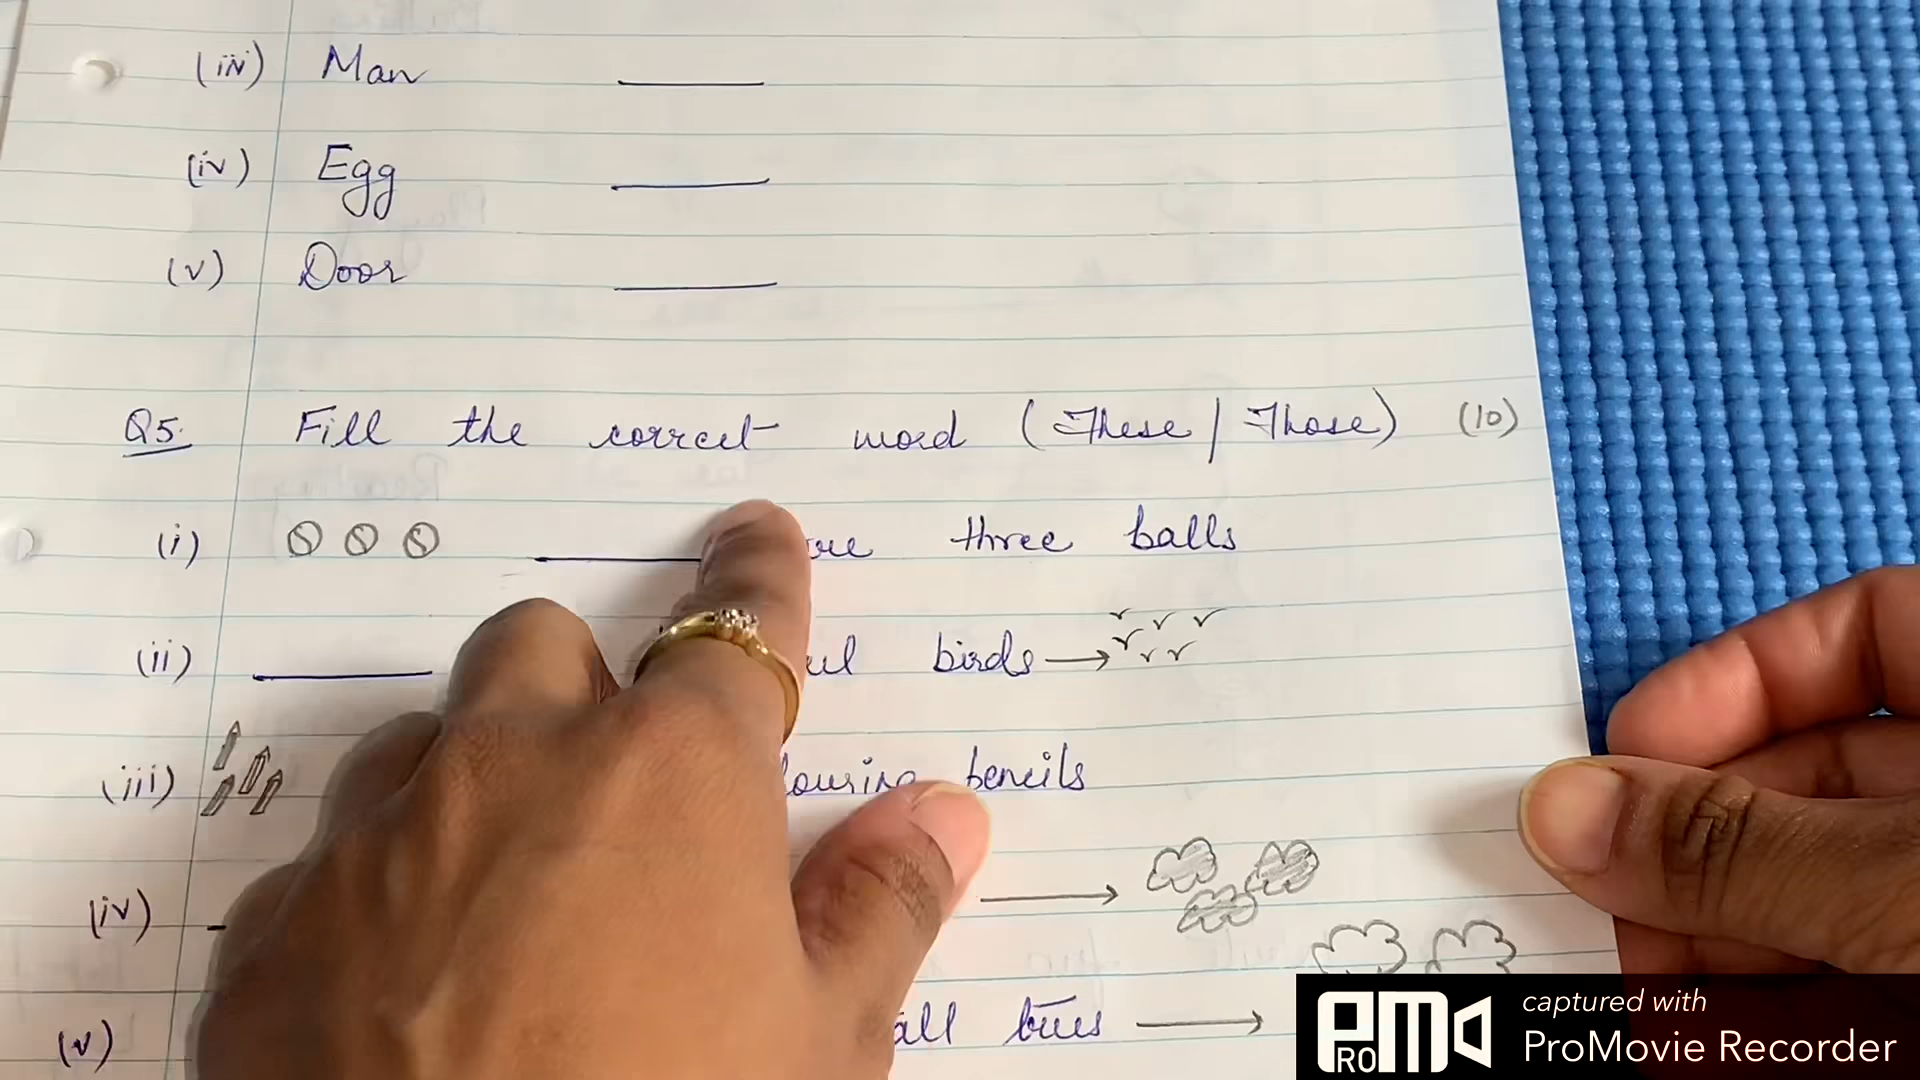 (iii) Man
(iv) Egg
(v) Door
Q5. Fill the correct word (These / Those) (10)
(i) are three balls
(ii) birds
(iii) pencils
(iv)
(v) trees
captured with
ProMovie Recorder